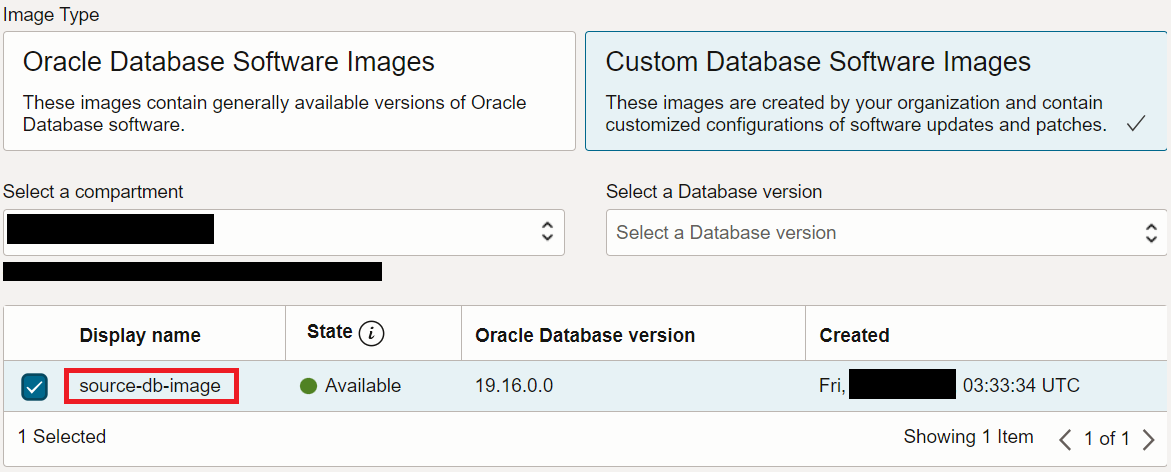 Image Type
Oracle Database Software Images
These images contain generally available versions of Oracle
Database software.
Custom Database Software Images
These images are created by your organization and contain
customized configurations of software updates and patches.
Select a compartment
Select a Database version
Select a Database version
Display name State i Oracle Database version Created
source-db-image Available 19.16.0.0 Fri, 03:33:34 UTC
1 Selected Showing 1 Item 1 of 1